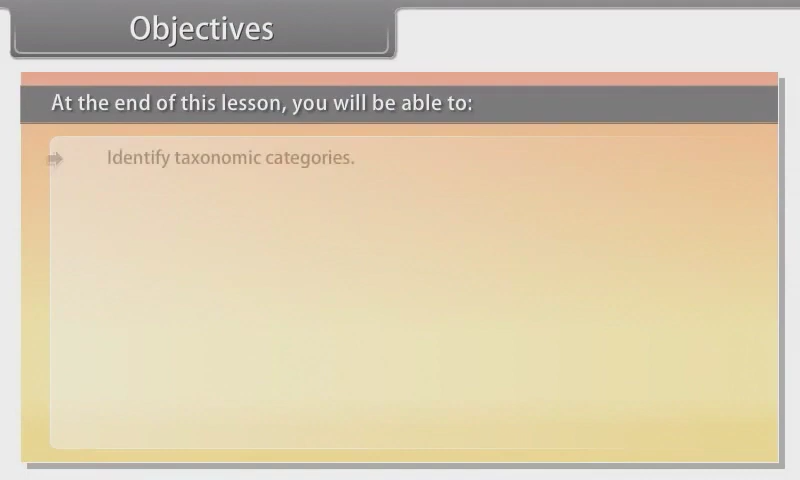 Objectives
At the end of this lesson, you will be able to:
Identify taxonomic categories.